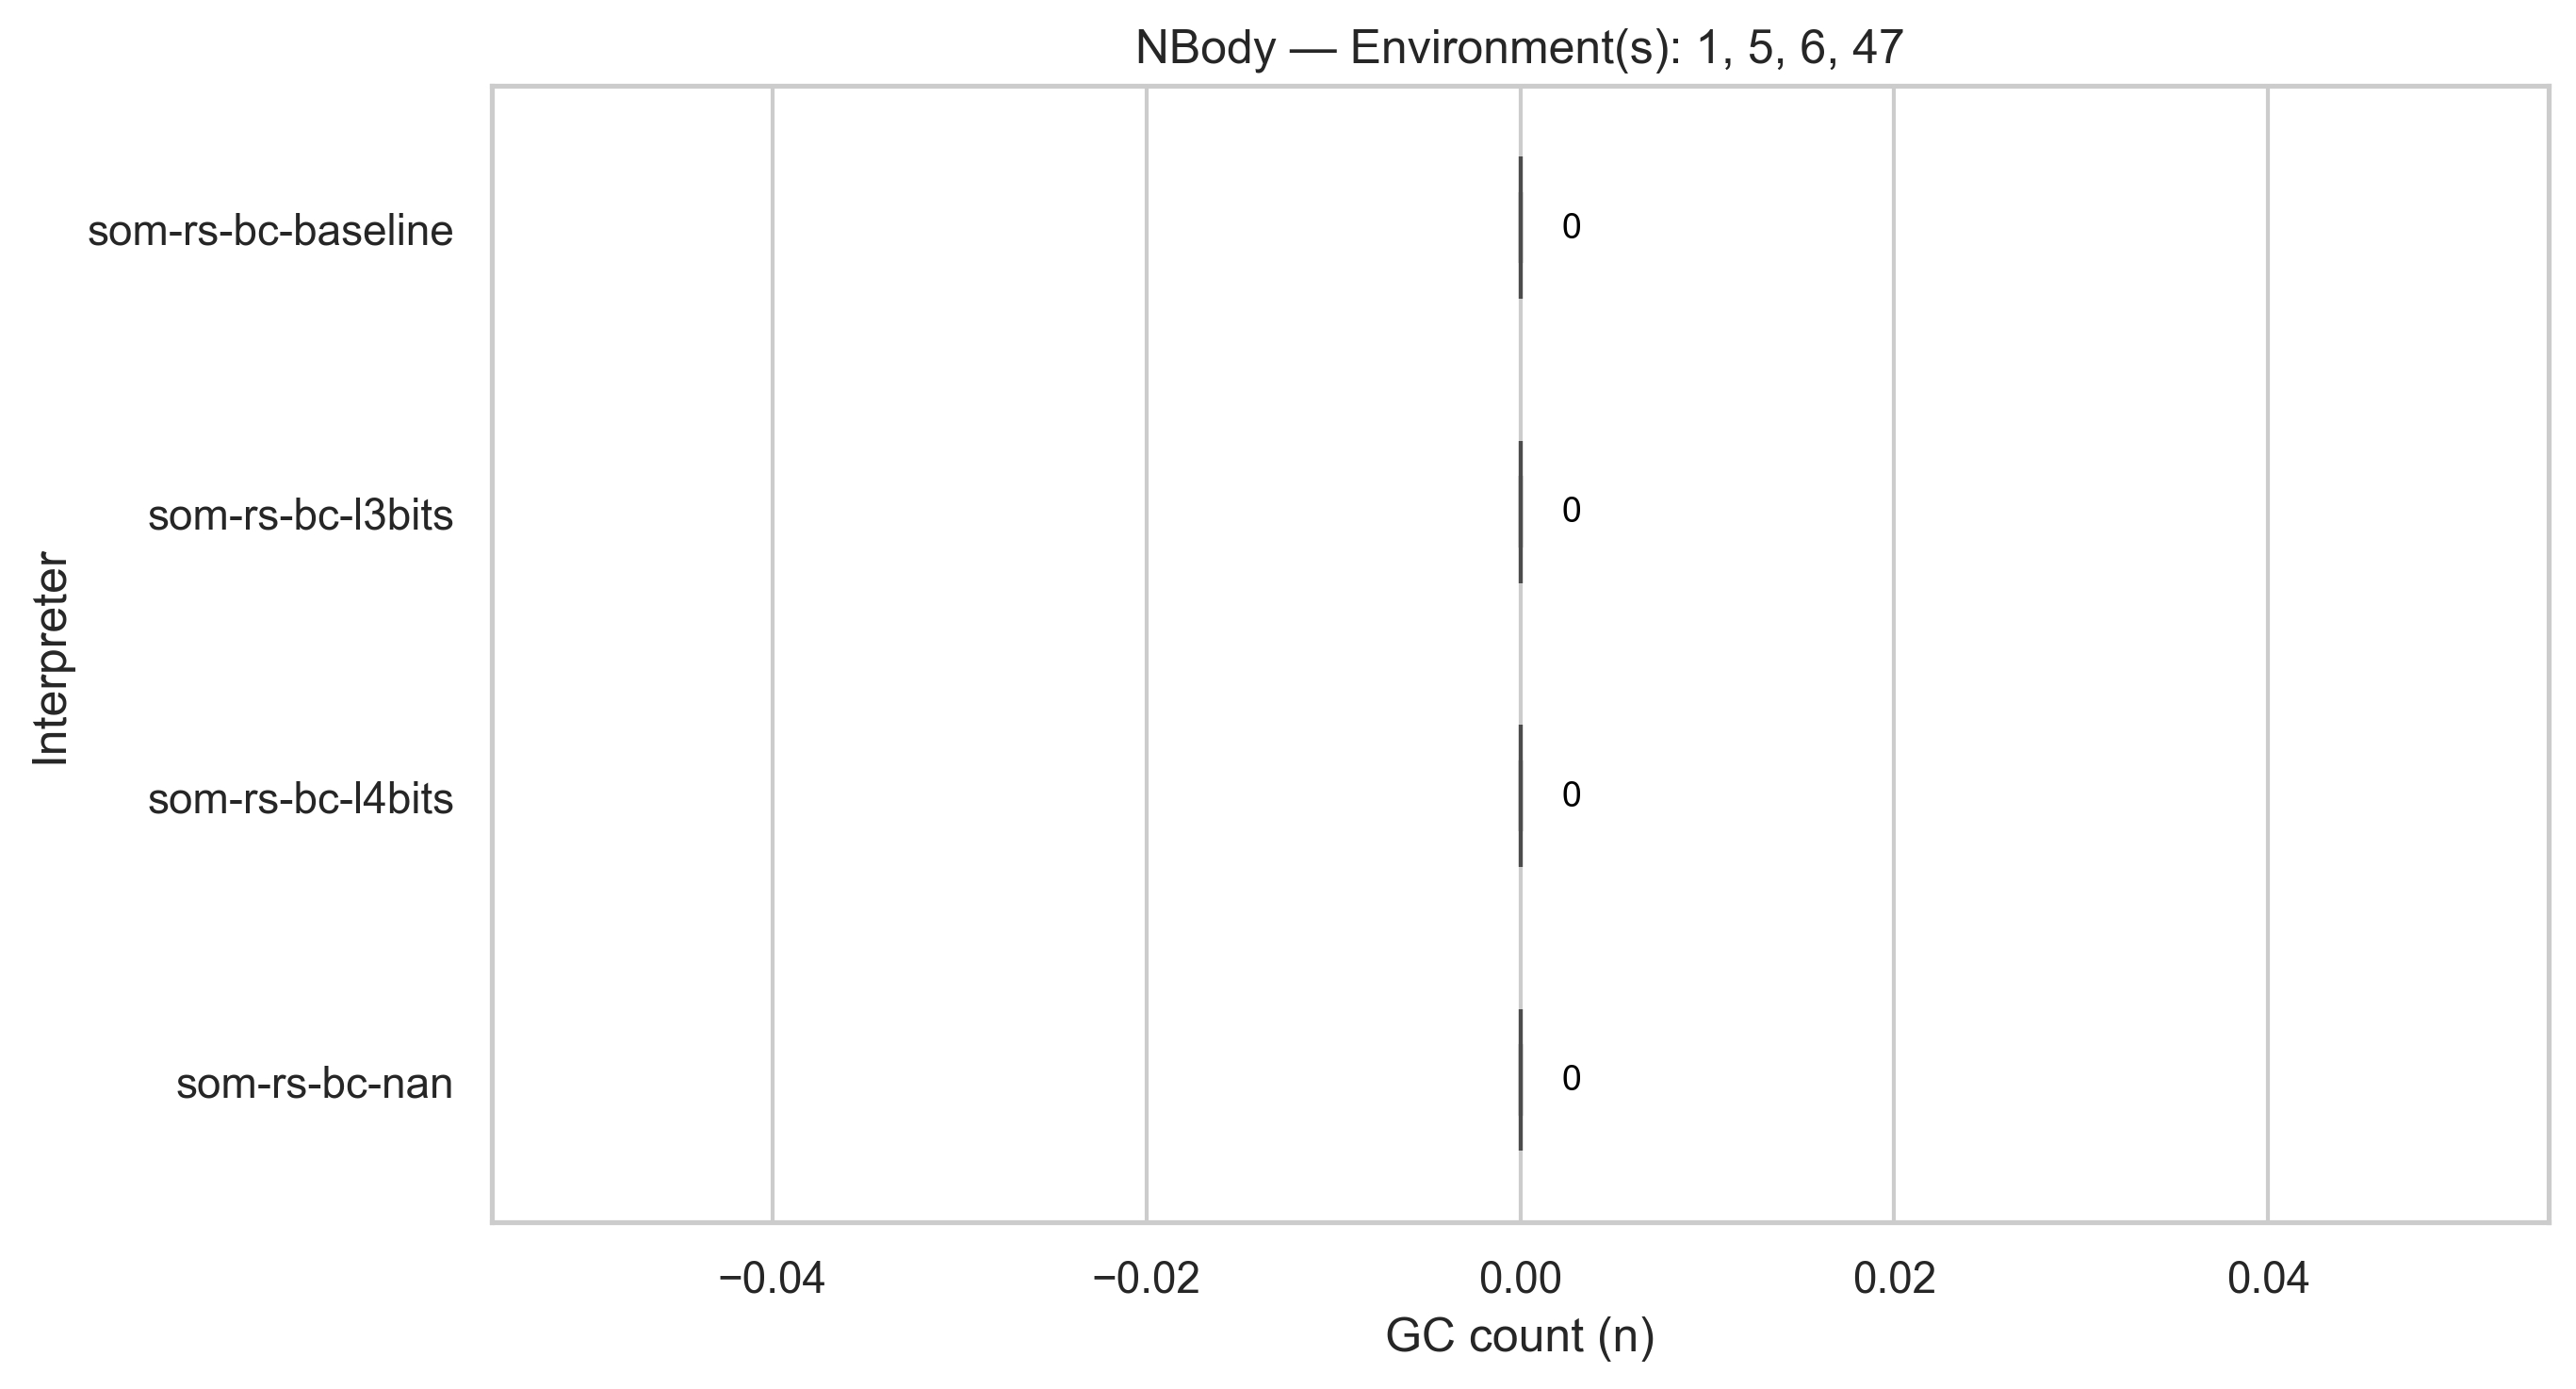 NBody — Environment(s): 1, 5, 6, 47
som-rs-bc-baseline
0
som-rs-bc-l3bits
0
som-rs-bc-l4bits
0
som-rs-bc-nan
0
Interpreter
−0.04
−0.02
0.00
0.02
0.04
GC count (n)